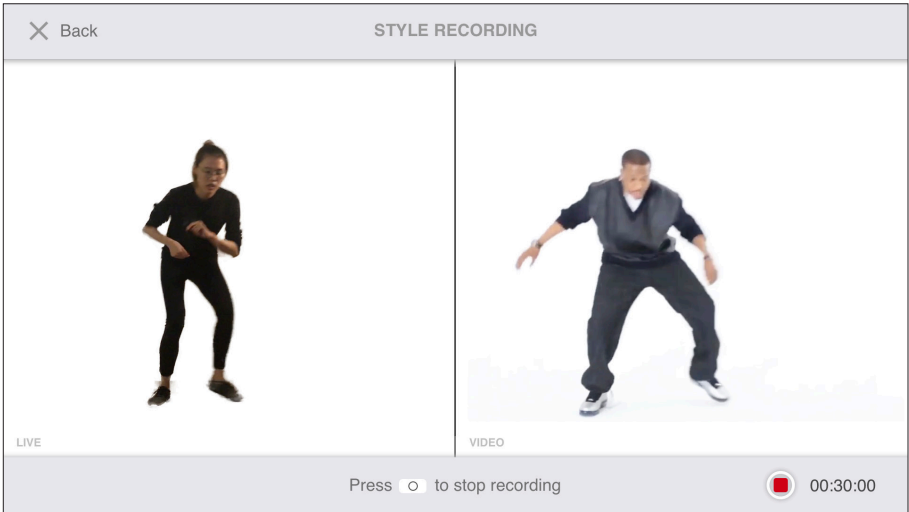 Back
STYLE RECORDING
LIVE
VIDEO
Press to stop recording
00:30:00